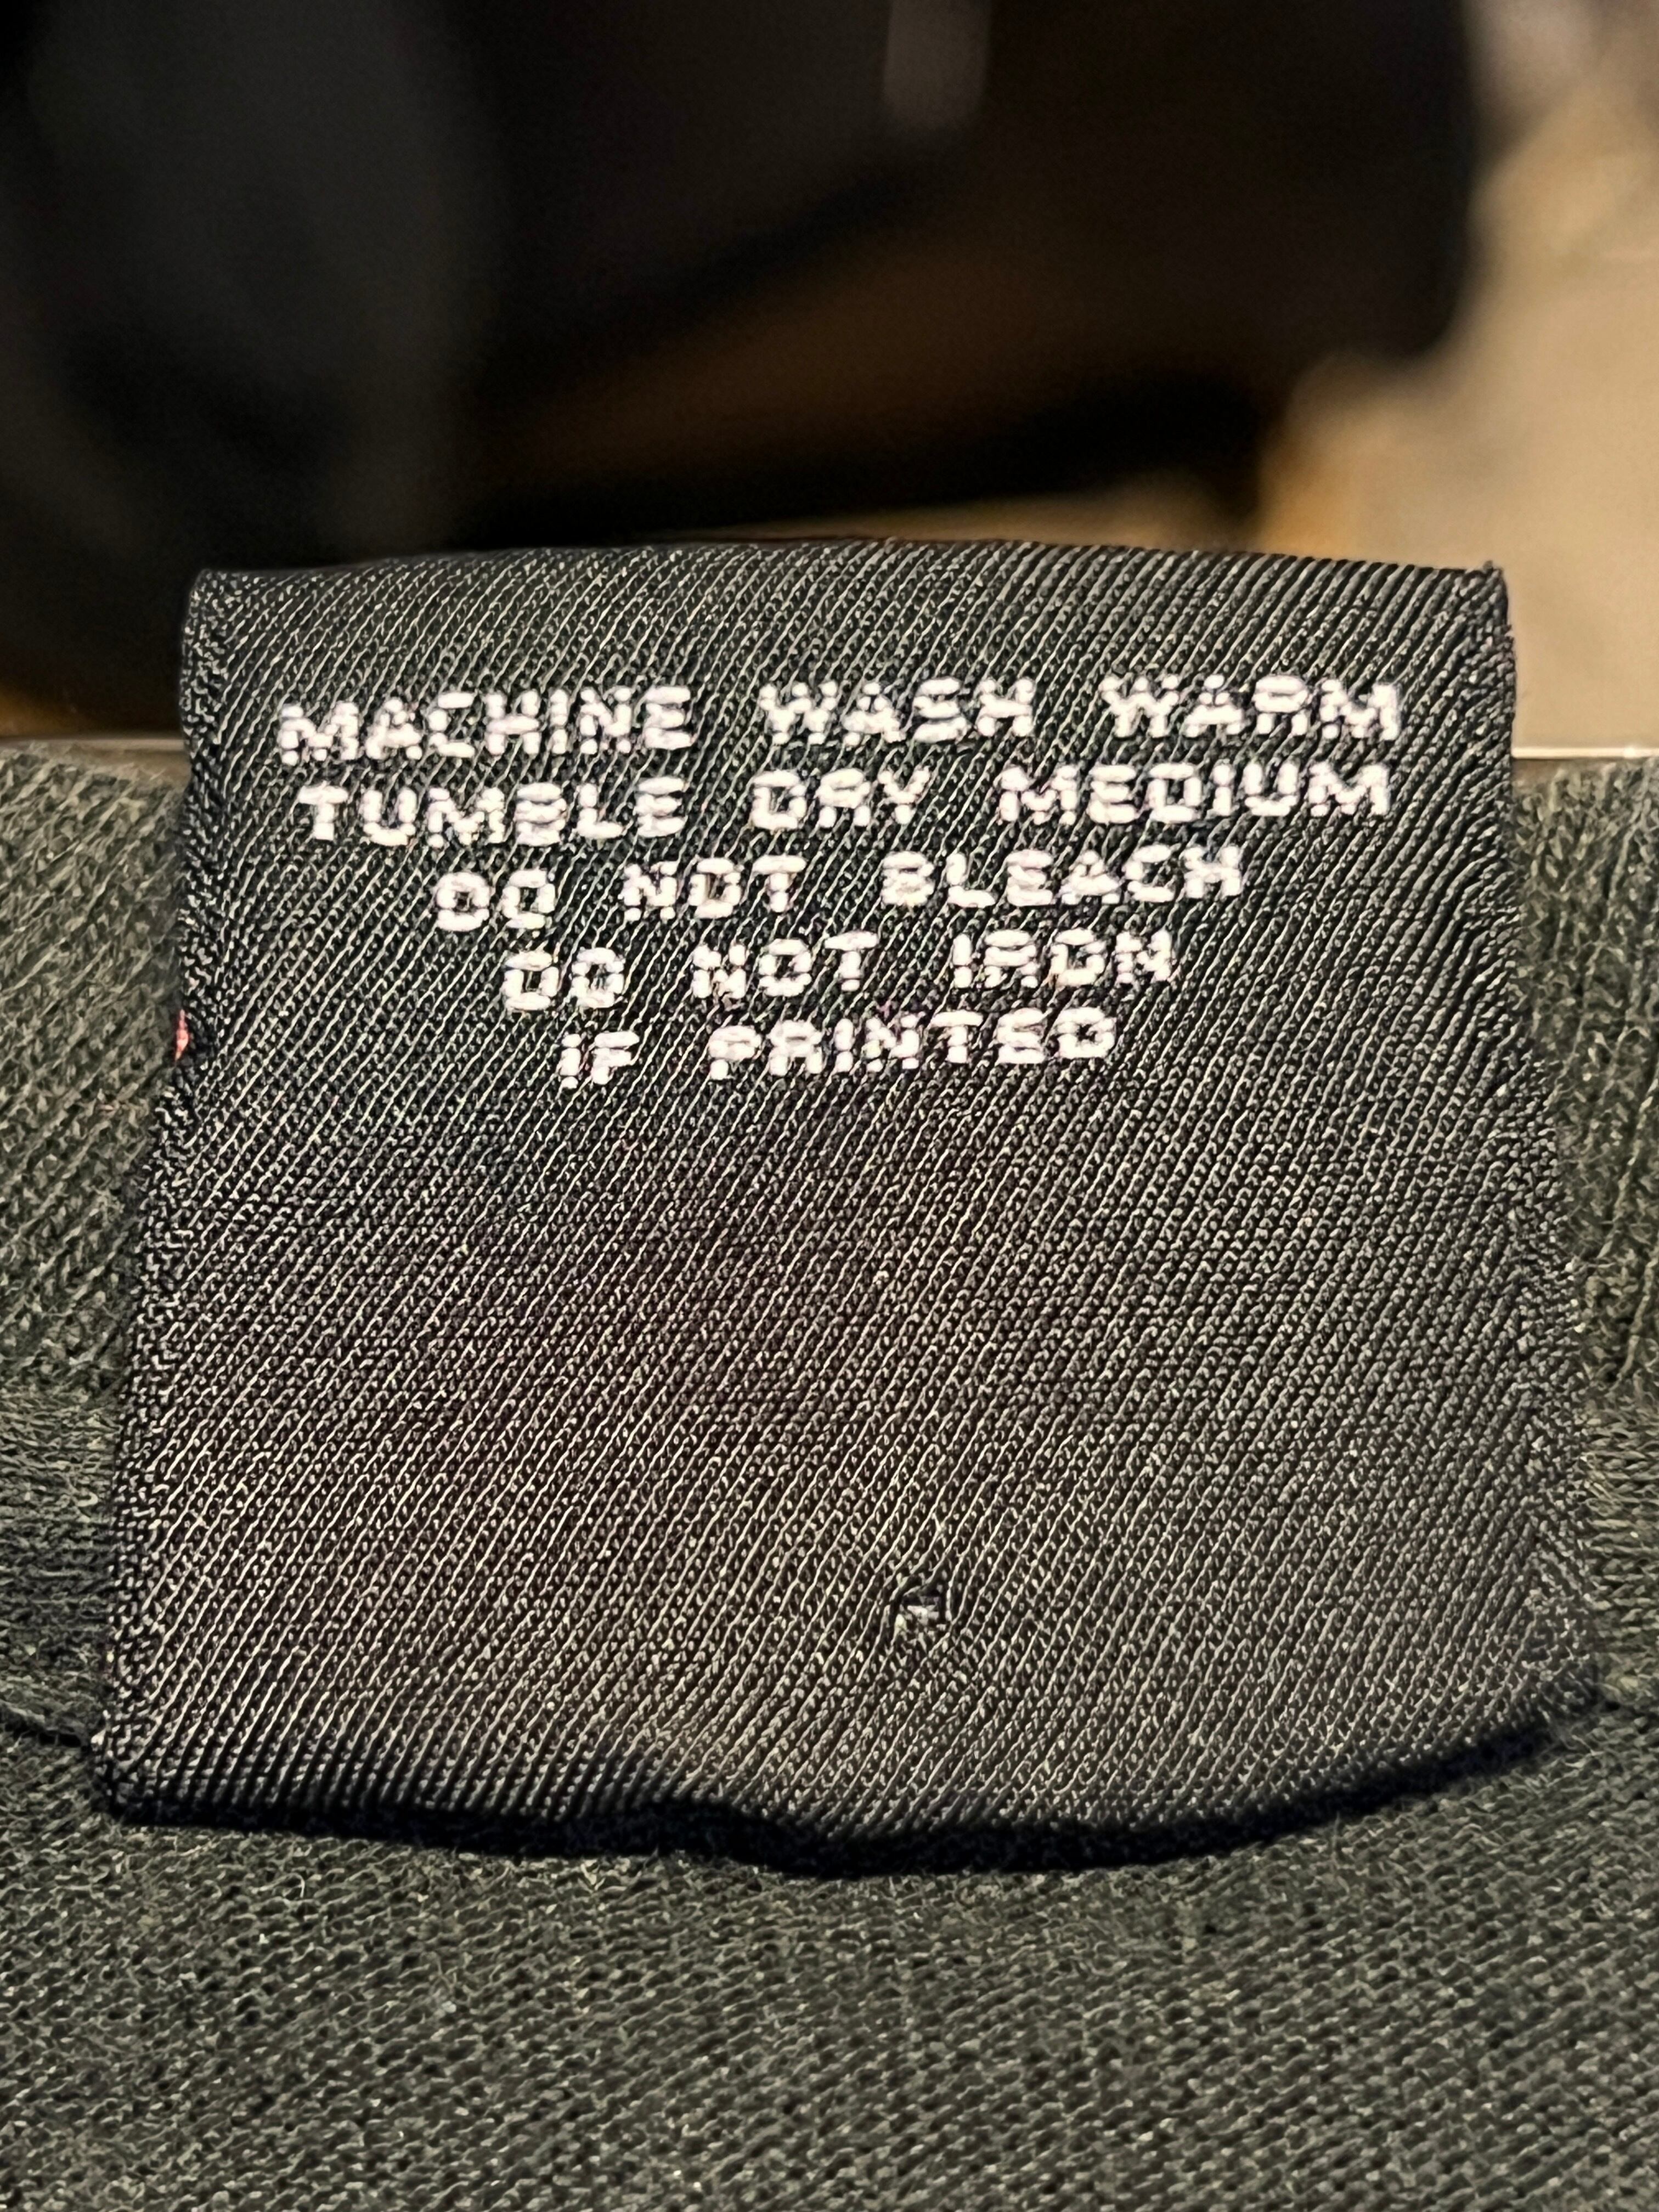 MACHINE WASH WARM
TUMBLE DRY MEDIUM
DO NOT BLEACH
DO NOT IRON
IF PRINTED